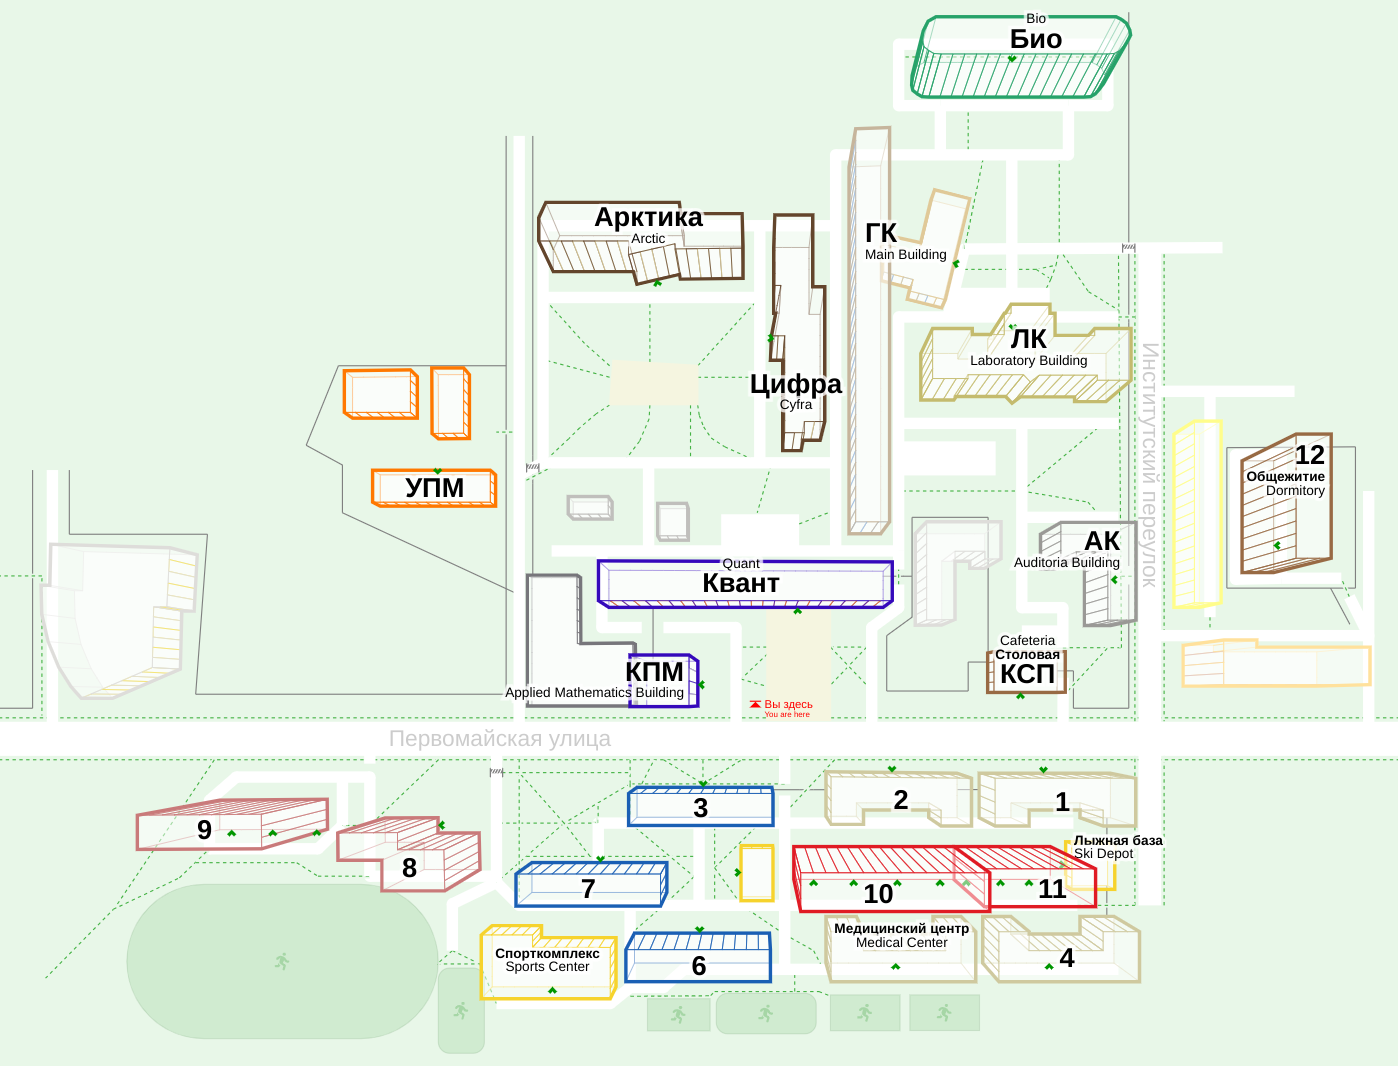 Bio
Био
Арктика
Arctic
ГК
Main Building
ЛК
Laboratory Building
Цифра
Cyfra
Институтский переулок
УПМ
12
Общежитие
Dormitory
АК
Auditoria Building
Quant
Квант
Cafeteria
Столовая
КСП
КПМ
Applied Mathematics Building
Вы здесь
You are here
Первомайская улица
3
2
1
9
8
7
Лыжная база
Ski Depot
10
11
Спорткомплекс
Sports Center
6
Медицинский центр
Medical Center
4